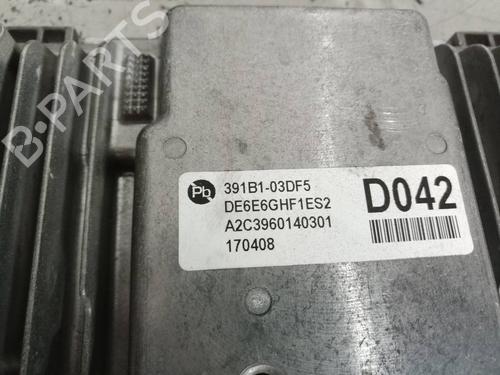 B-PARTS
Pb
391B1-03DF5
DE6E6GHF1ES2
A2C3960140301
170408
D042